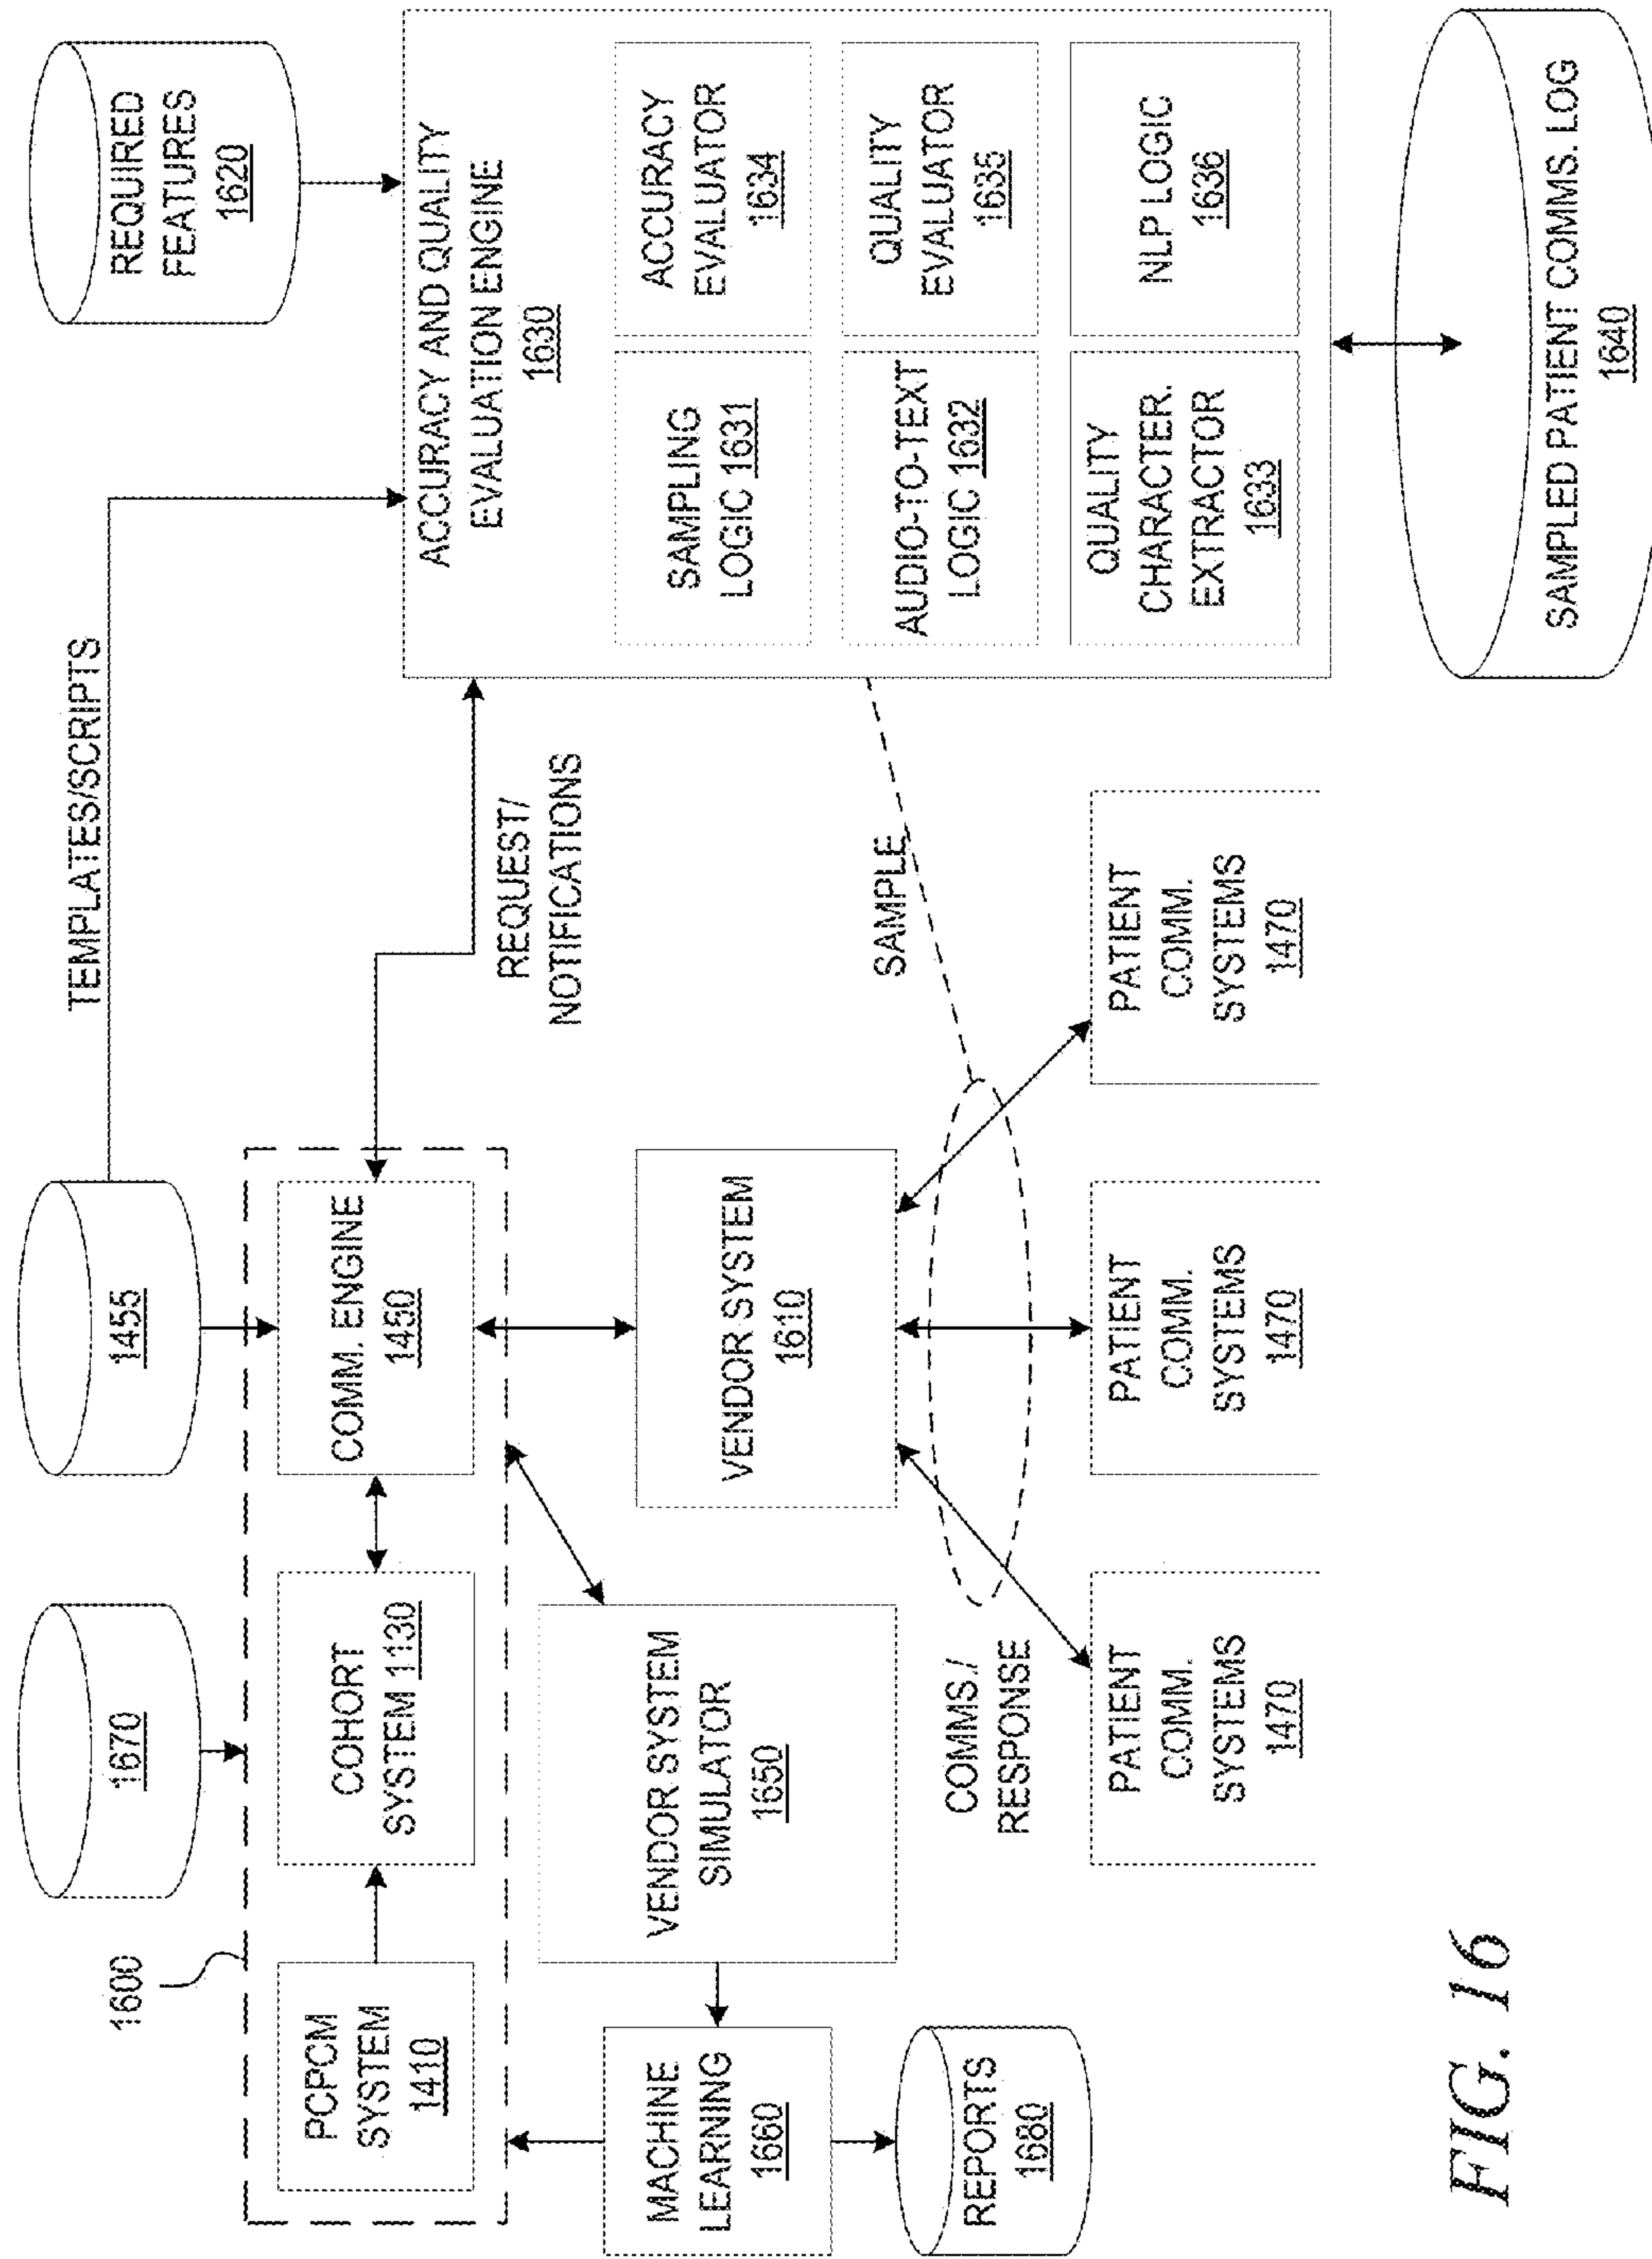 1600
1670
1455
TEMPLATES/SCRIPTS
REQUIRED
FEATURES
1620
PCPCM
SYSTEM
1410
COHORT
SYSTEM 1130
COMM. ENGINE
1450
REQUEST/
NOTIFICATIONS
ACCURACY AND QUALITY
EVALUATION ENGINE
1630
SAMPLING
LOGIC 1631
ACCURACY
EVALUATOR
1634
AUDIO-TO-TEXT
LOGIC 1632
QUALITY
EVALUATOR
1635
QUALITY
CHARACTER.
EXTRACTOR
1633
NLP LOGIC
1636
MACHINE
LEARNING
1660
VENDOR SYSTEM
SIMULATOR
1650
VENDOR SYSTEM
1610
SAMPLE
COMMS./
RESPONSE
REPORTS
1680
PATIENT
COMM.
SYSTEMS
1470
PATIENT
COMM.
SYSTEMS
1470
PATIENT
COMM.
SYSTEMS
1470
SAMPLED PATIENT COMMS. LOG
1640
FIG. 16